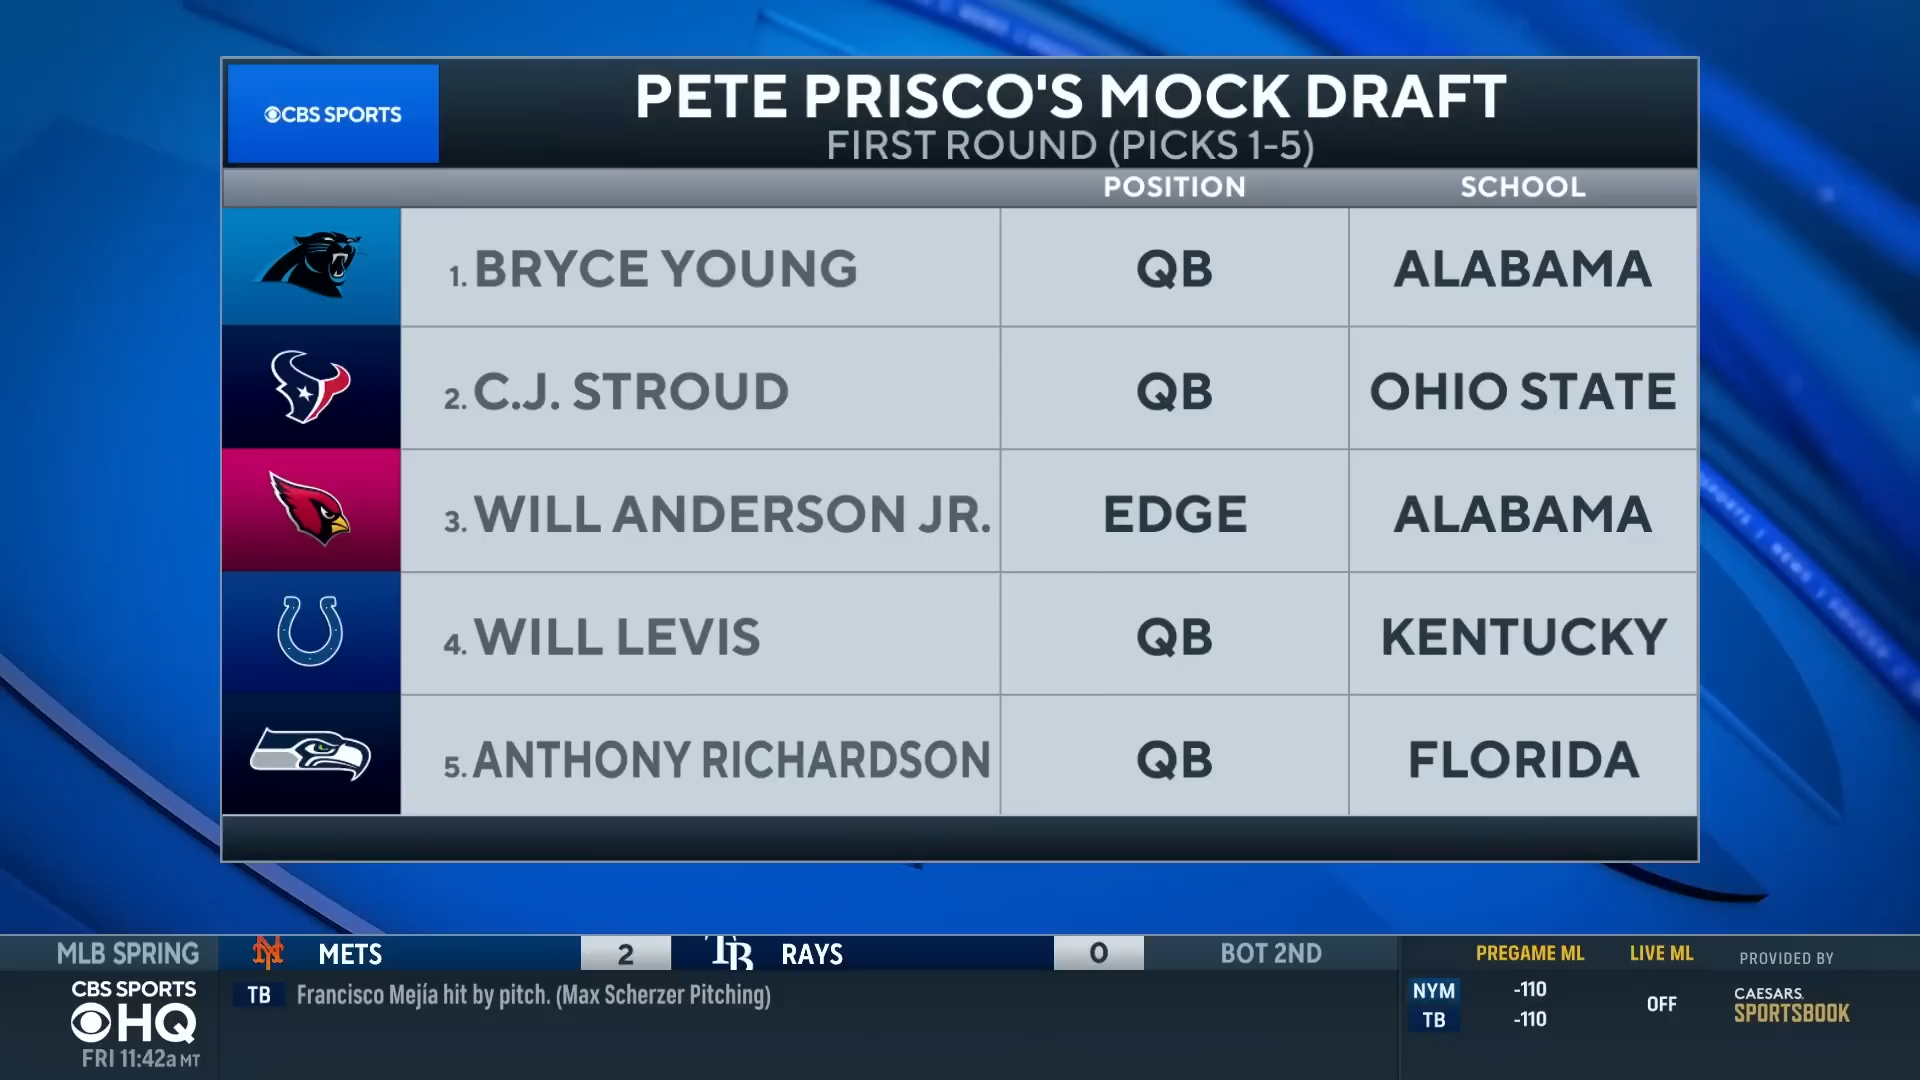 CBS SPORTS
PETE PRISCO'S MOCK DRAFT
FIRST ROUND (PICKS 1-5)
POSITION SCHOOL
1. BRYCE YOUNG QB ALABAMA
2. C.J. STROUD QB OHIO STATE
3. WILL ANDERSON JR. EDGE ALABAMA
4. WILL LEVIS QB KENTUCKY
5. ANTHONY RICHARDSON QB FLORIDA
MLB SPRING NY METS 2 TB RAYS 0 BOT 2ND
PREGAME ML LIVE ML PROVIDED BY
CBS SPORTS
HQ
FRI 11:42a MT
TB Francisco Mejía hit by pitch. (Max Scherzer Pitching)
NYM -110
TB -110
OFF
CAESARS
SPORTSBOOK